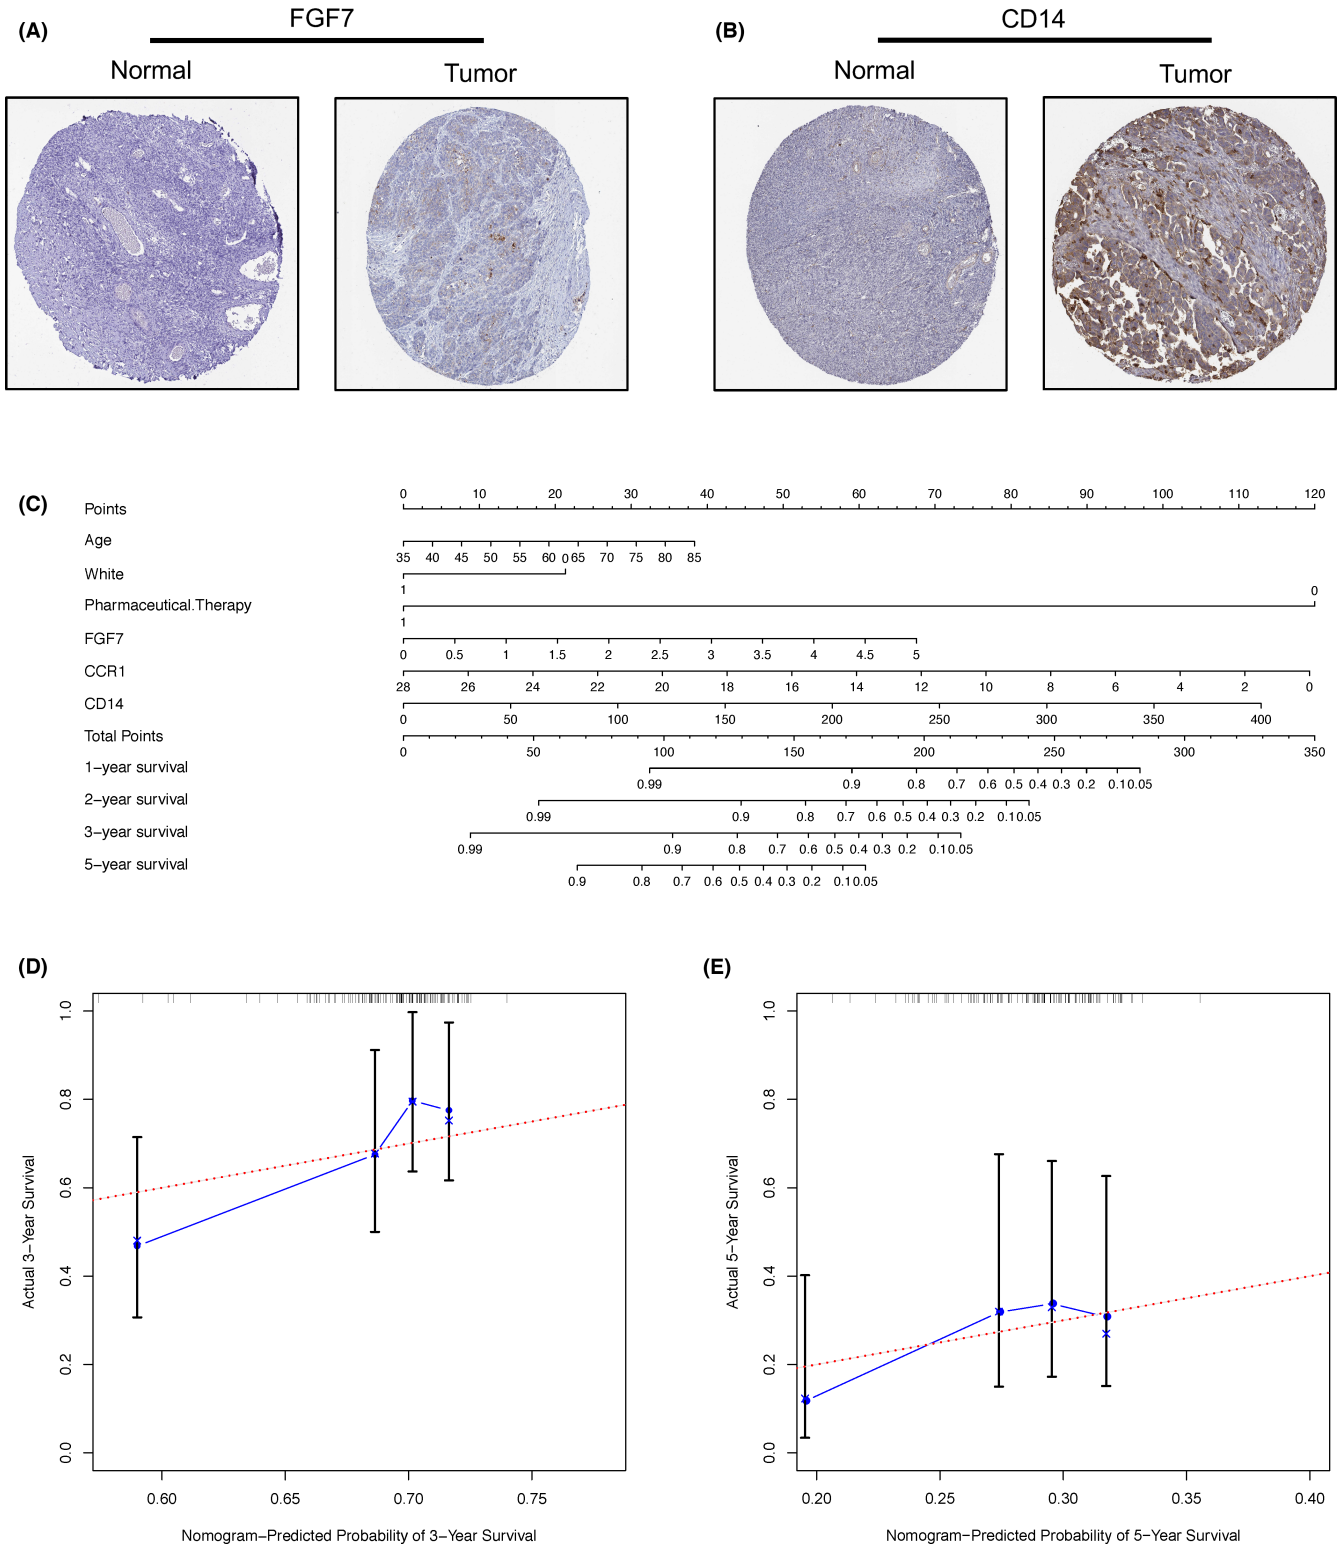 (A)
FGF7
Normal
Tumor
(B)
CD14
Normal
Tumor
(C)
Points
0 10 20 30 40 50 60 70 80 90 100 110 120
Age
35 40 45 50 55 60 65 70 75 80 85
White
1 0
Pharmaceutical.Therapy
1 0
FGF7
0 0.5 1 1.5 2 2.5 3 3.5 4 4.5 5
CCR1
28 26 24 22 20 18 16 14 12 10 8 6 4 2 0
CD14
0 50 100 150 200 250 300 350 400
Total Points
0 50 100 150 200 250 300 350
1−year survival
0.99 0.9 0.8 0.7 0.6 0.5 0.4 0.3 0.2 0.1 0.05
2−year survival
0.99 0.9 0.8 0.7 0.6 0.5 0.4 0.3 0.2 0.1 0.05
3−year survival
0.99 0.9 0.8 0.7 0.6 0.5 0.4 0.3 0.2 0.1 0.05
5−year survival
0.9 0.8 0.7 0.6 0.5 0.4 0.3 0.2 0.1 0.05
(D)
Actual 3−Year Survival
0.0 0.2 0.4 0.6 0.8 1.0
0.60 0.65 0.70 0.75
Nomogram−Predicted Probability of 3−Year Survival
(E)
Actual 5−Year Survival
0.0 0.2 0.4 0.6 0.8 1.0
0.20 0.25 0.30 0.35 0.40
Nomogram−Predicted Probability of 5−Year Survival